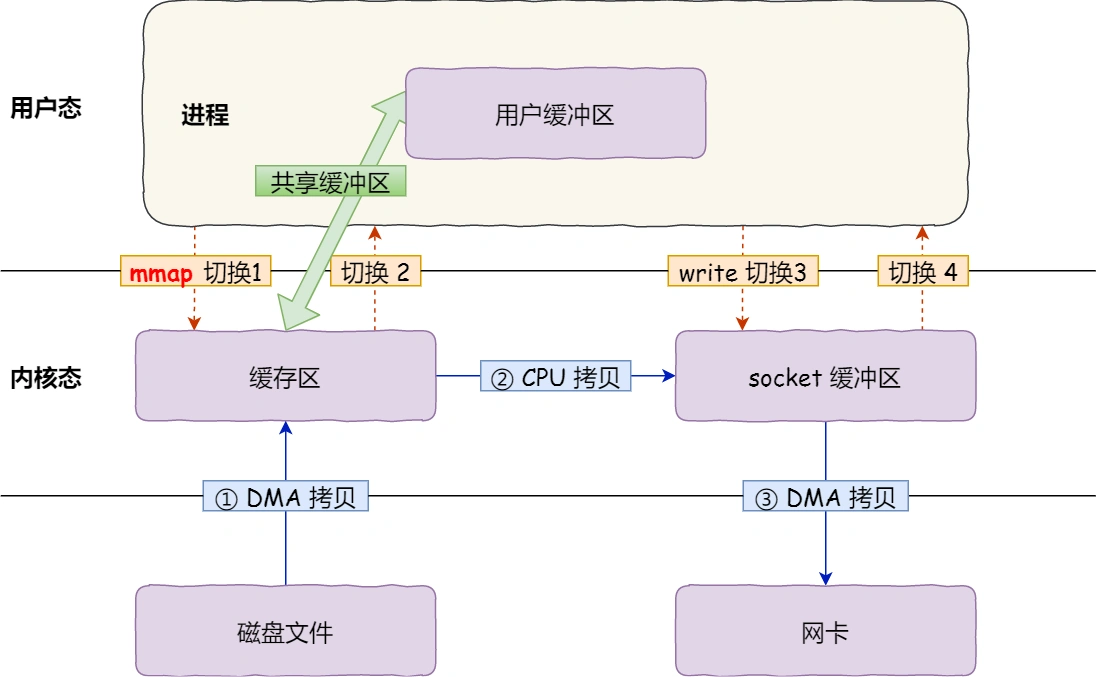 用户态
进程
用户缓冲区
共享缓冲区
mmap 切换1
切换 2
write 切换3
切换 4
内核态
缓存区
② CPU 拷贝
socket 缓冲区
① DMA 拷贝
③ DMA 拷贝
磁盘文件
网卡